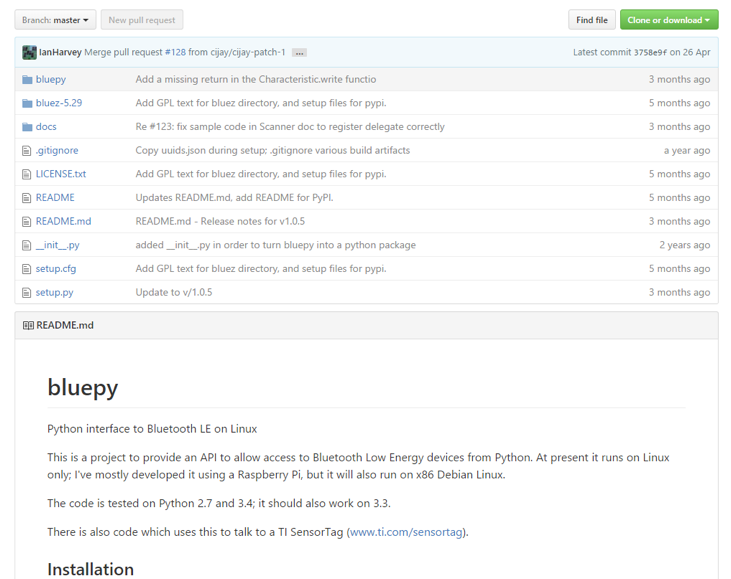 Branch: master New pull request Find file Clone or download
IanHarvey Merge pull request #128 from cijay/cijay-patch-1 ... Latest commit 3758e9f on 26 Apr
bluepy Add a missing return in the Characteristic.write functio 3 months ago
bluez-5.29 Add GPL text for bluez directory, and setup files for pypi. 5 months ago
docs Re #123: fix sample code in Scanner doc to register delegate correctly 3 months ago
.gitignore Copy uuids.json during setup; .gitignore various build artifacts a year ago
LICENSE.txt Add GPL text for bluez directory, and setup files for pypi. 5 months ago
README Updates README.md, add README for PyPI. 5 months ago
README.md README.md - Release notes for v1.0.5 3 months ago
__init__.py added __init__.py in order to turn bluepy into a python package 2 years ago
setup.cfg Add GPL text for bluez directory, and setup files for pypi. 5 months ago
setup.py Update to v/1.0.5 3 months ago
README.md
bluepy
Python interface to Bluetooth LE on Linux
This is a project to provide an API to allow access to Bluetooth Low Energy devices from Python. At present it runs on Linux
only; I've mostly developed it using a Raspberry Pi, but it will also run on x86 Debian Linux.
The code is tested on Python 2.7 and 3.4; it should also work on 3.3.
There is also code which uses this to talk to a TI SensorTag (www.ti.com/sensortag).
Installation